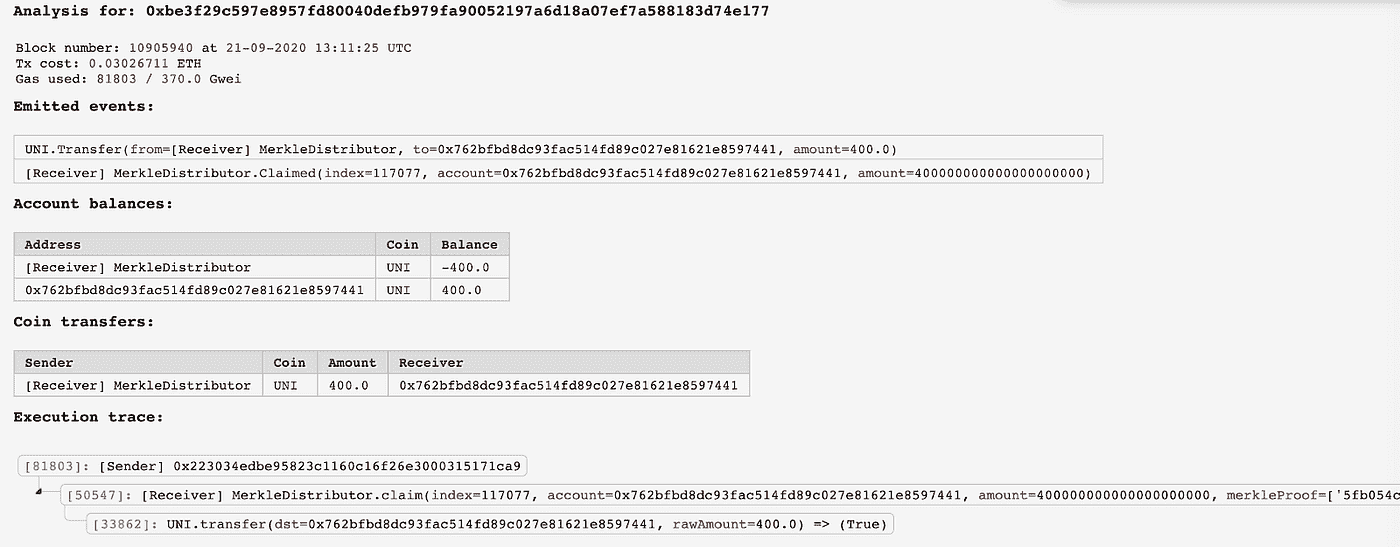 Analysis for: 0xbe3f29c597e8957fd80040defb979fa90052197a6d18a07ef7a588183d74e177
Block number: 10905940 at 21-09-2020 13:11:25 UTC
Tx cost: 0.03026711 ETH
Gas used: 81803 / 370.0 Gwei
Emitted events:
UNI.Transfer(from=[Receiver] MerkleDistributor, to=0x762bfbd8dc93fac514fd89c027e81621e8597441, amount=400.0)
[Receiver] MerkleDistributor.Claimed(index=117077, account=0x762bfbd8dc93fac514fd89c027e81621e8597441, amount=400000000000000000000)
Account balances:
Address Coin Balance
[Receiver] MerkleDistributor UNI -400.0
0x762bfbd8dc93fac514fd89c027e81621e8597441 UNI 400.0
Coin transfers:
Sender Coin Amount Receiver
[Receiver] MerkleDistributor UNI 400.0 0x762bfbd8dc93fac514fd89c027e81621e8597441
Execution trace:
[81803]: [Sender] 0x223034edbe95823c1160c16f26e3000315171ca9
[50547]: [Receiver] MerkleDistributor.claim(index=117077, account=0x762bfbd8dc93fac514fd89c027e81621e8597441, amount=400000000000000000000, merkleProof=['5fb054c
[33862]: UNI.transfer(dst=0x762bfbd8dc93fac514fd89c027e81621e8597441, rawAmount=400.0) => (True)